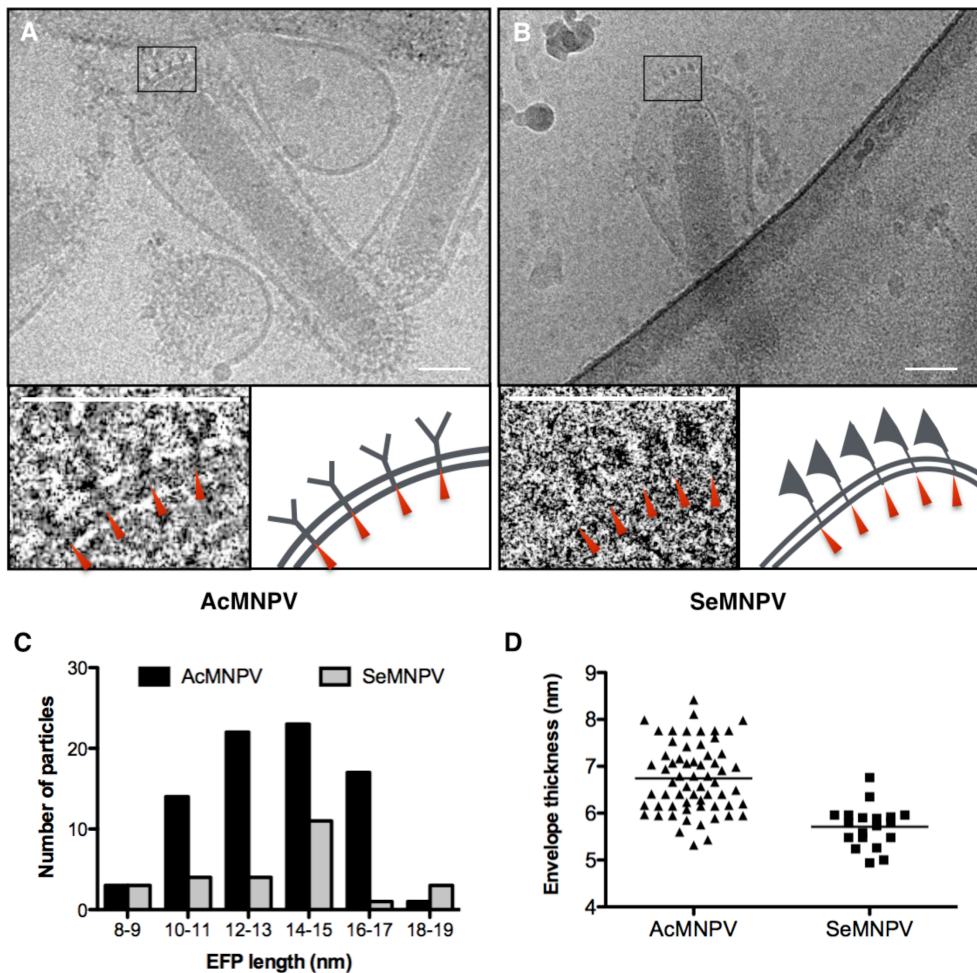 A
B
AcMNPV
SeMNPV
C
D
AcMNPV
SeMNPV
Number of particles
30
20
10
0
8-9
10-11
12-13
14-15
16-17
18-19
EFP length (nm)
Envelope thickness (nm)
9
8
7
6
5
4
AcMNPV
SeMNPV